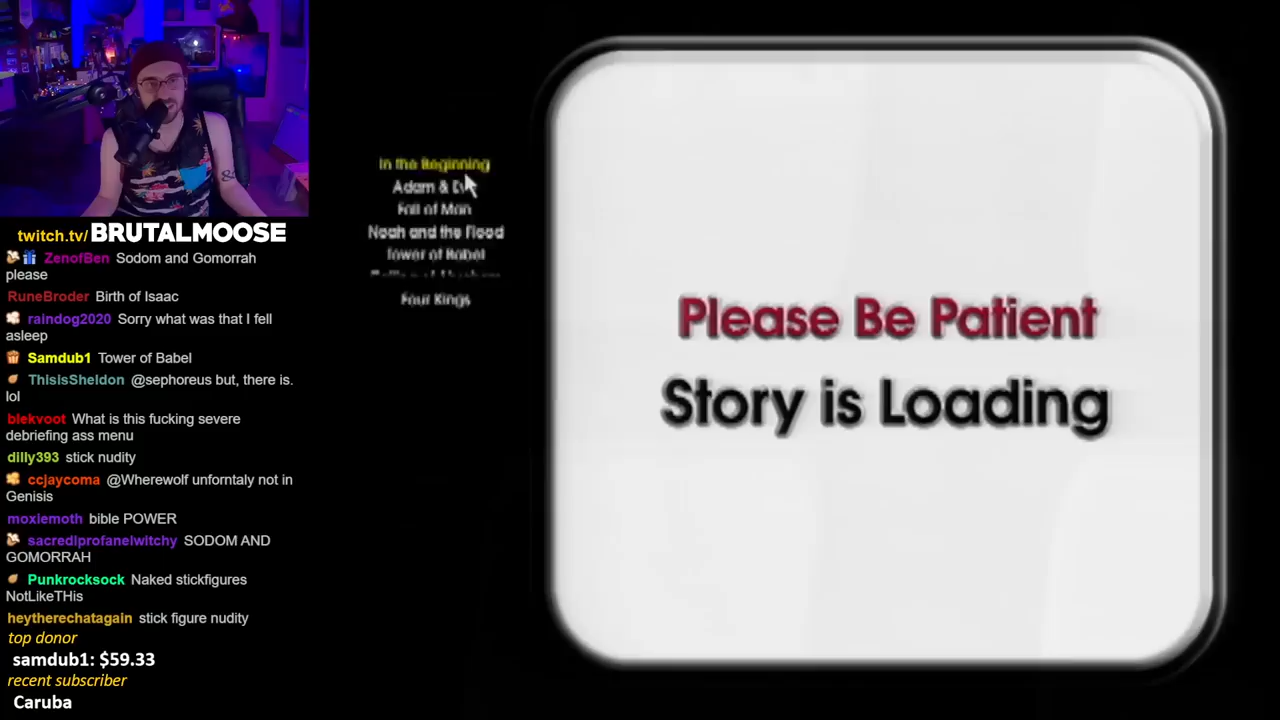 twitch.tv/BRUTALMOOSE
ZenofBen Sodom and Gomorrah
please
RuneBroder Birth of Isaac
raindog2020 Sorry what was that I fell
asleep
Samdub1 Tower of Babel
ThisIsSheldon @sephoreus but, there is.
lol
blekvoot What is this fucking severe
debriefing ass menu
dilly393 stick nudity
ccjaycoma @Wherewolf unforntaly not in
Genisis
moxiemoth bible POWER
sacredlprofanelwitchy SODOM AND
GOMORRAH
Punkrocksock Naked stickfigures
NotLikeTHis
heytherechatagain stick figure nudity
top donor
samdub1: $59.33
recent subscriber
Caruba
In the Beginning
Adam &
Fall of Man
Noah and the Flood
Tower of Babel
Four Kings
Please Be Patient
Story is Loading